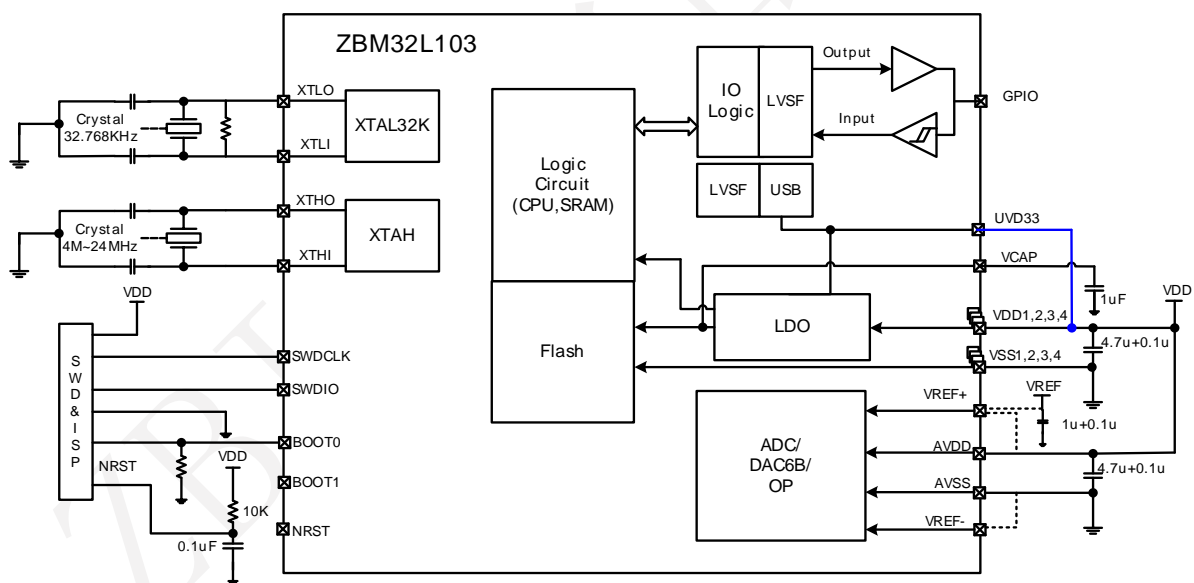 ZBM32L103
XTLO
Crystal
32.768KHz
XTLI
XTAL32K
XTHO
Crystal
4M~24MHz
XTHI
XTAH
VDD
S
W
D
&
I
S
P
SWDCLK
SWDIO
BOOT0
NRST
VDD
BOOT1
10K
NRST
0.1uF
Logic
Circuit
(CPU,SRAM)
Flash
IO
Logic
LVSF
Output
Input
GPIO
LVSF
USB
UVD33
VCAP
1uF
VDD
LDO
VDD1,2,3,4
4.7u+0.1u
VSS1,2,3,4
VREF
VREF+
1u+0.1u
ADC/
DAC6B/
OP
AVDD
4.7u+0.1u
AVSS
VREF-
ZBI